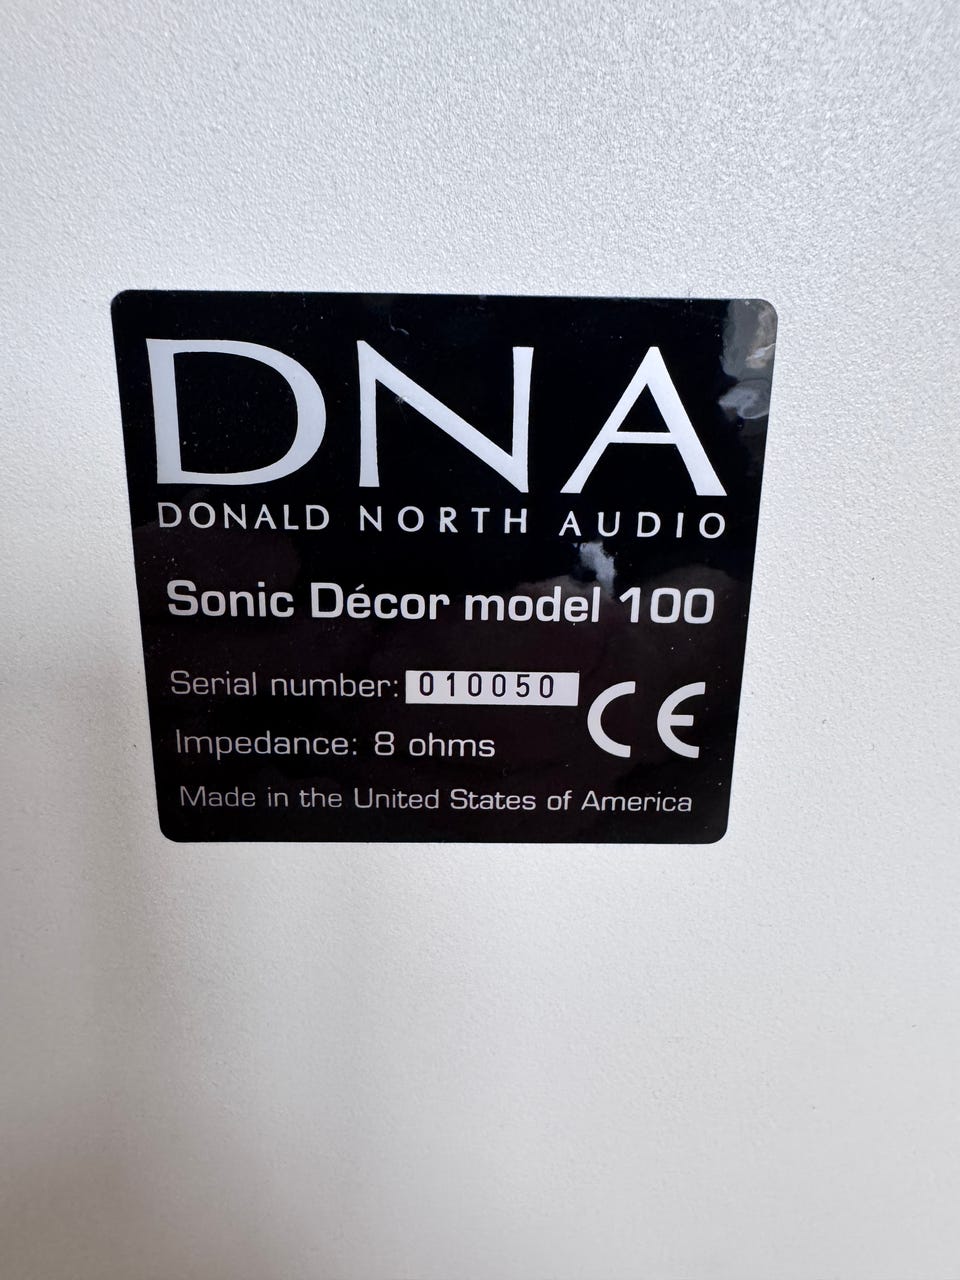 DNA
DONALD NORTH AUDIO
Sonic Décor model 100
Serial number: 010050
CE
Impedance: 8 ohms
Made in the United States of America